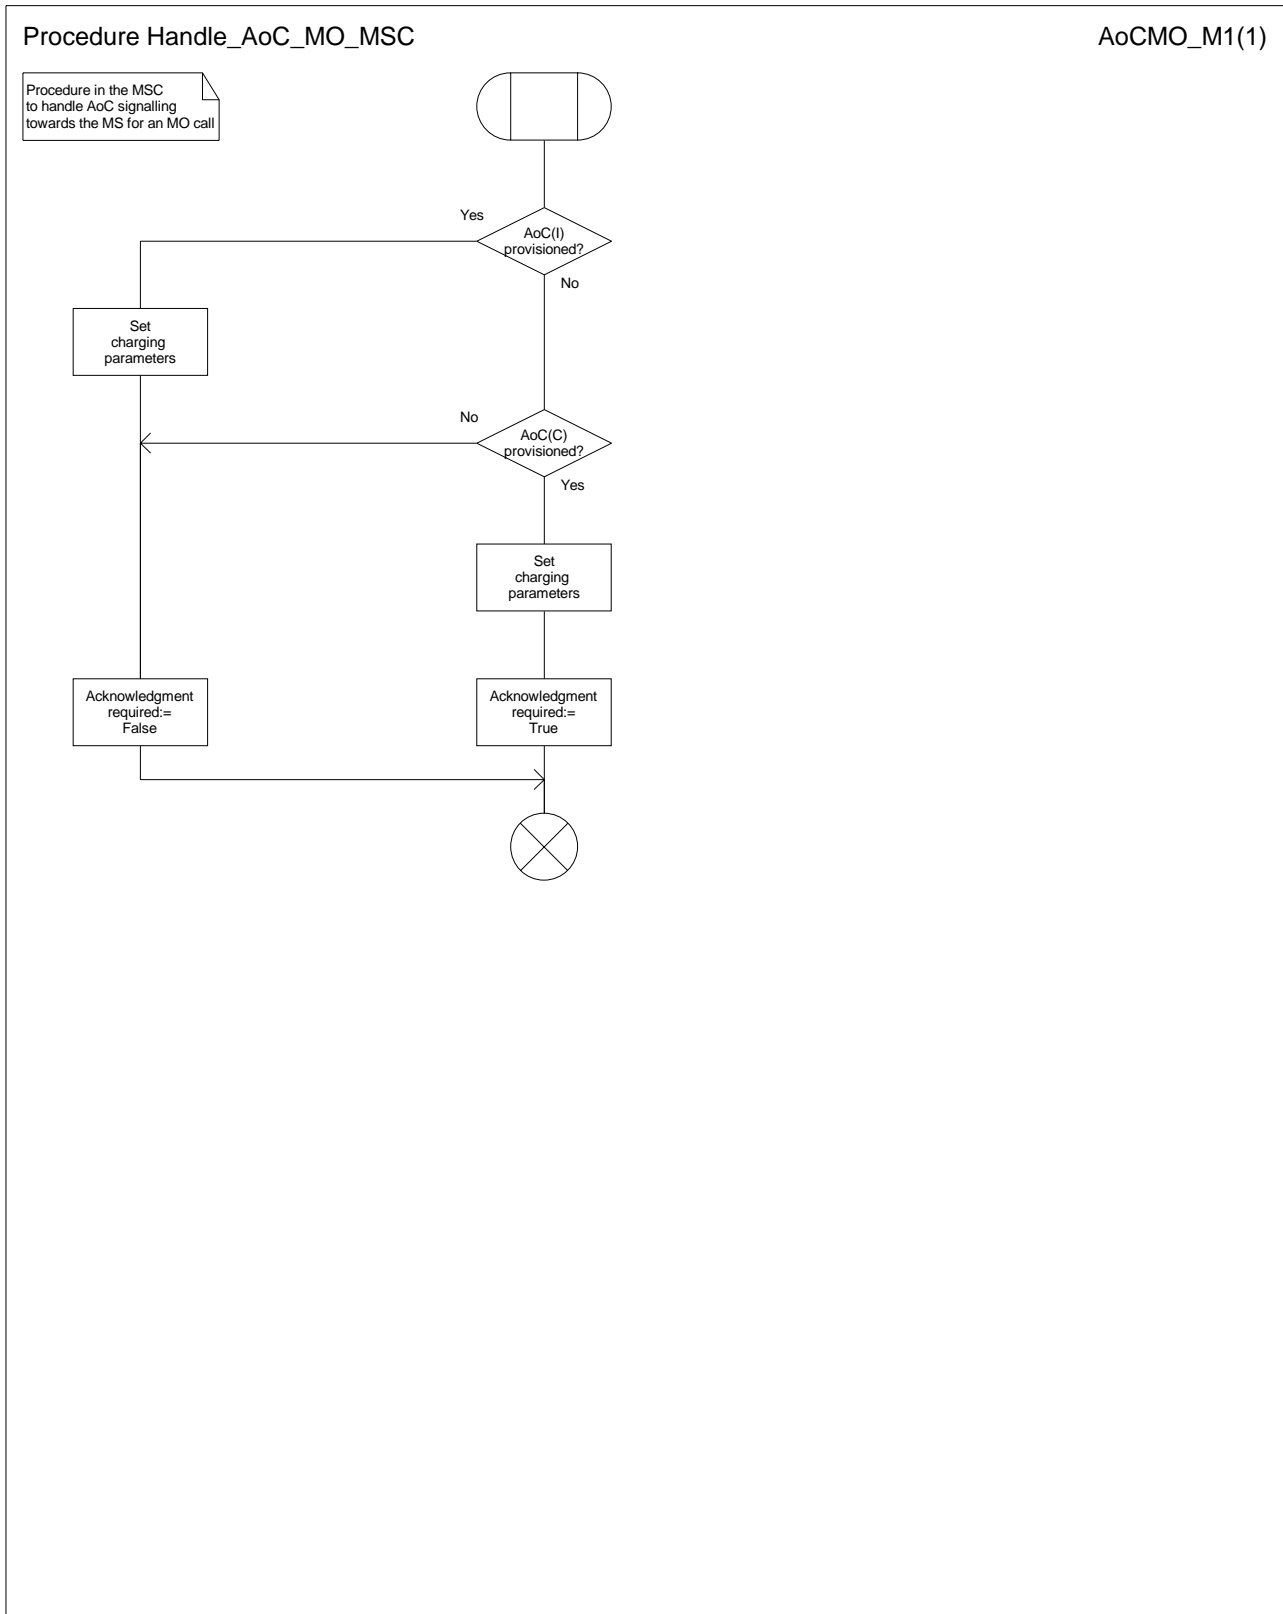 Procedure Handle_AoC_MO_MSC
AoCMO_M1(1)
Procedure in the MSC
to handle AoC signalling
towards the MS for an MO call
Yes
AoC(I)
provisioned?
No
Set
charging
parameters
No
AoC(C)
provisioned?
Yes
Set
charging
parameters
Acknowledgment
required:=
False
Acknowledgment
required:=
True